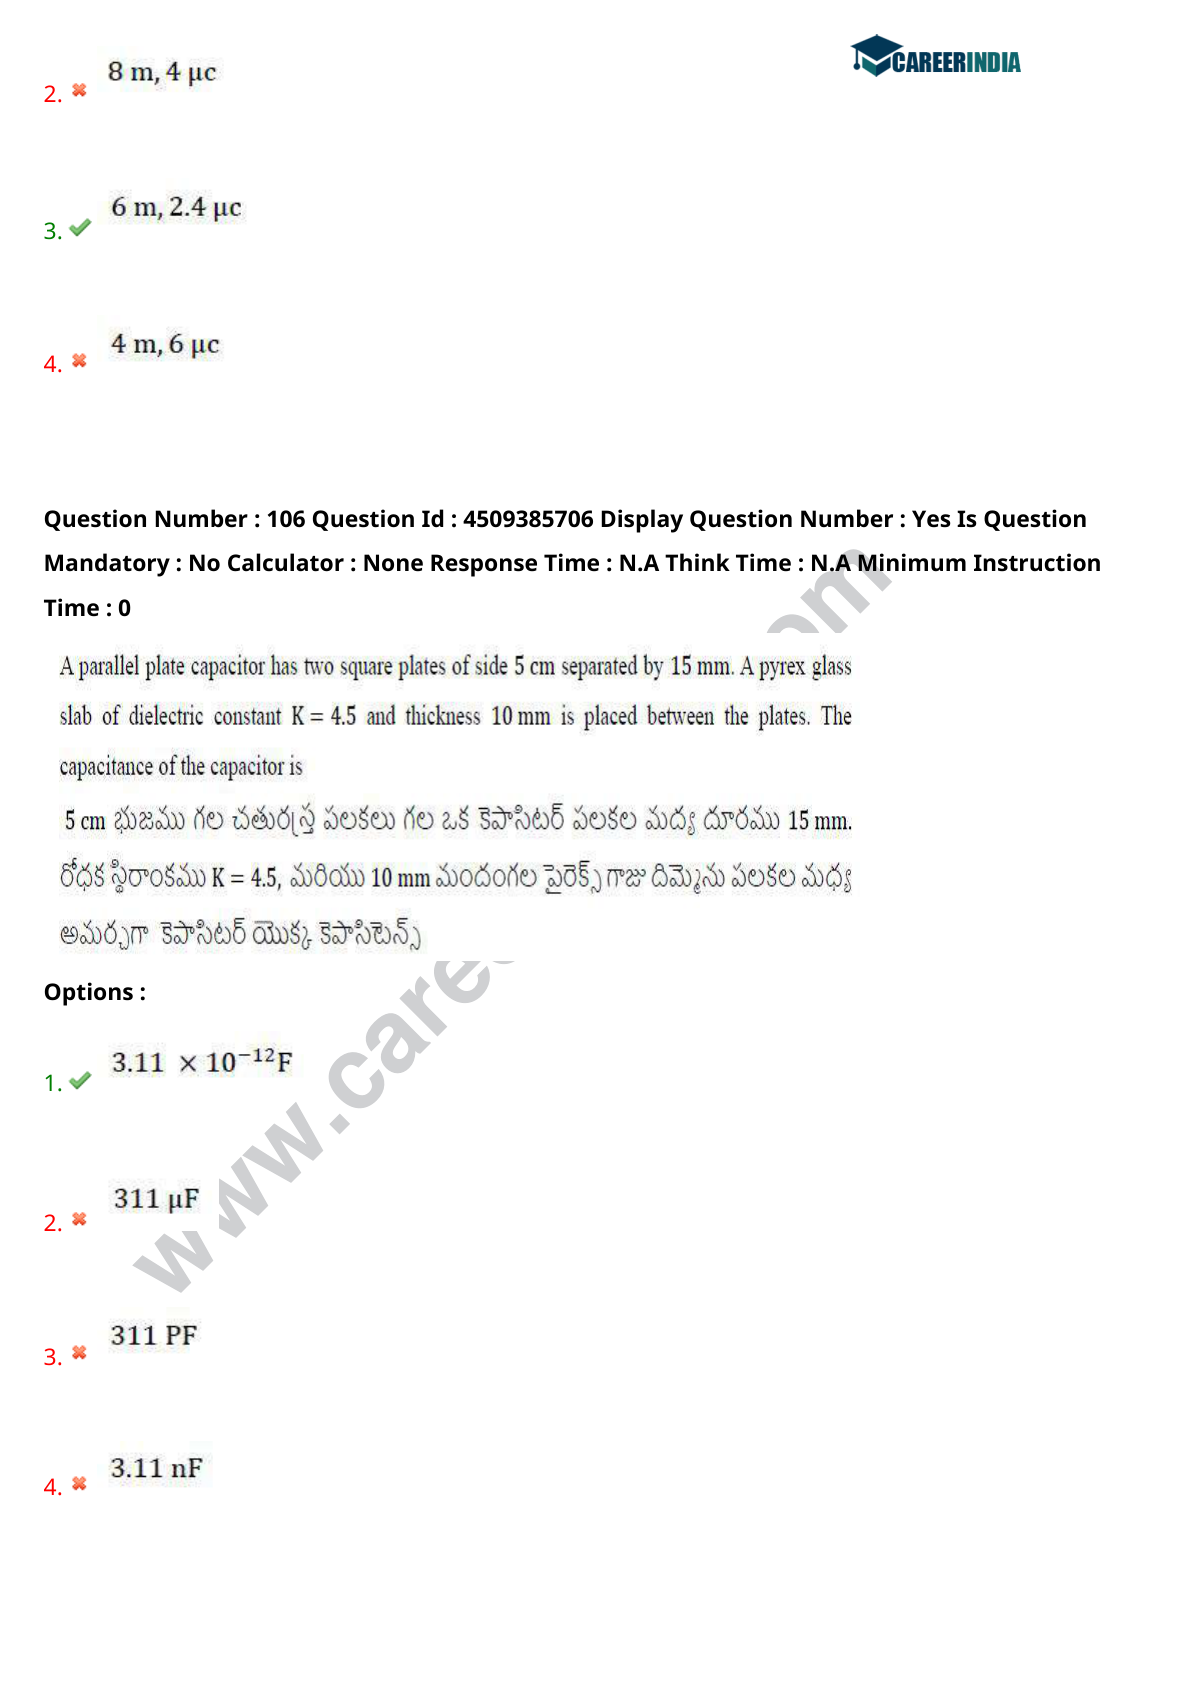 CAREERINDIA
8 m, 4 μc
2.
6 m, 2.4 μc
3.
4 m, 6 μc
4.
Question Number : 106 Question Id : 4509385706 Display Question Number : Yes Is Question
Mandatory : No Calculator : None Response Time : N.A Think Time : N.A Minimum Instruction
Time : 0
A parallel plate capacitor has two square plates of side 5 cm separated by 15 mm. A pyrex glass
slab of dielectric constant K = 4.5 and thickness 10 mm is placed between the plates. The
capacitance of the capacitor is
5 cm భుజము గల చతురస్ర పలకలు గల ఒక కెపాసిటర్ పలకల మద్య దూరము 15 mm.
రోధక స్థిరాంకము K = 4.5, మరియు 10 mm మందంగల పైరెక్స్ గాజు దిమ్మెను పలకల మధ్య
అమర్చగా కెపాసిటర్ యొక్క కెపాసిటెన్స్
Options :
3.11 × 10⁻¹²F
1.
311 μF
2.
311 PF
3.
3.11 nF
4.